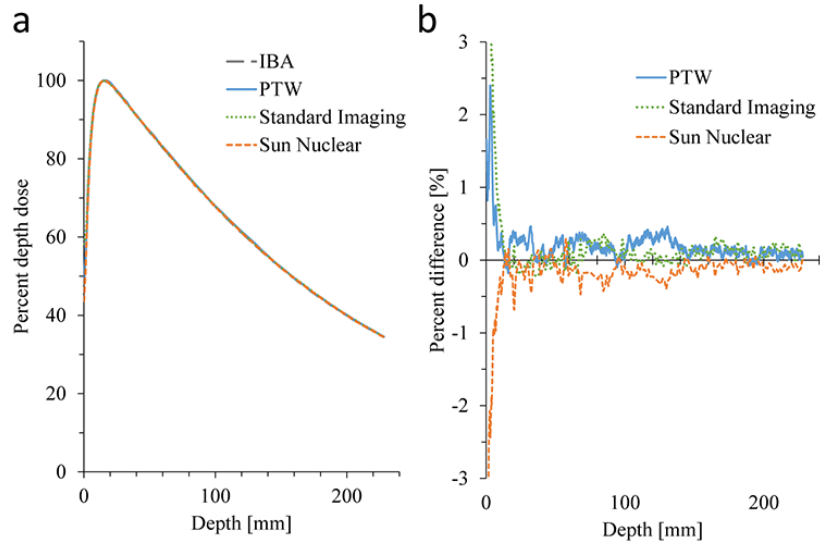 a
IBA
PTW
Standard Imaging
Sun Nuclear
Percent depth dose
100
80
60
40
20
0
0
100
200
Depth [mm]
b
PTW
Standard Imaging
Sun Nuclear
Percent difference [%]
3
2
1
0
-1
-2
-3
0
100
200
Depth [mm]